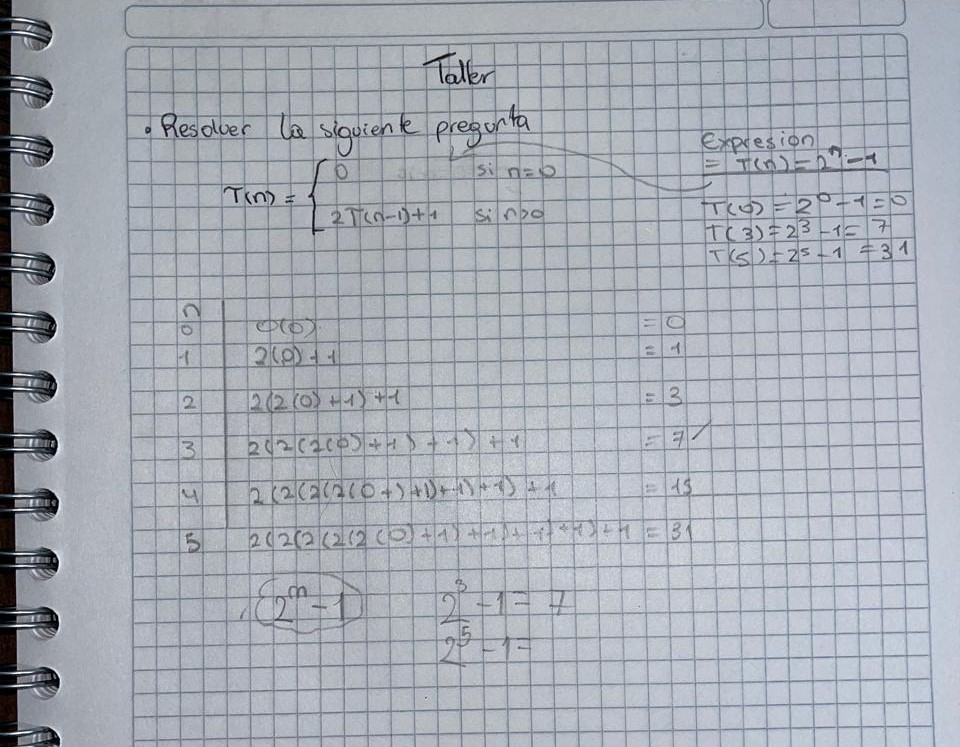 Taller
• Resolver la siguiente pregunta
T(n) = { 0 si n=0
2T(n-1)+1 si n>0
Expresion
= T(n) = 2^n - 1
T(0) = 2^0 - 1 = 0
T(3) = 2^3 - 1 = 7
T(5) = 2^5 - 1 = 31
n
0 0(0) = 0
1 2(0)+1 = 1
2 2(2(0)+1)+1 = 3
3 2(2(2(0)+1)+1)+1 = 7
4 2(2(2(2(0+)+1)+1)+1)+1 = 15
5 2(2(2(2(2(0)+1)+1)+1)+1)+1 = 31
2^n - 1 2^3 - 1 = 7
2^5 - 1 =